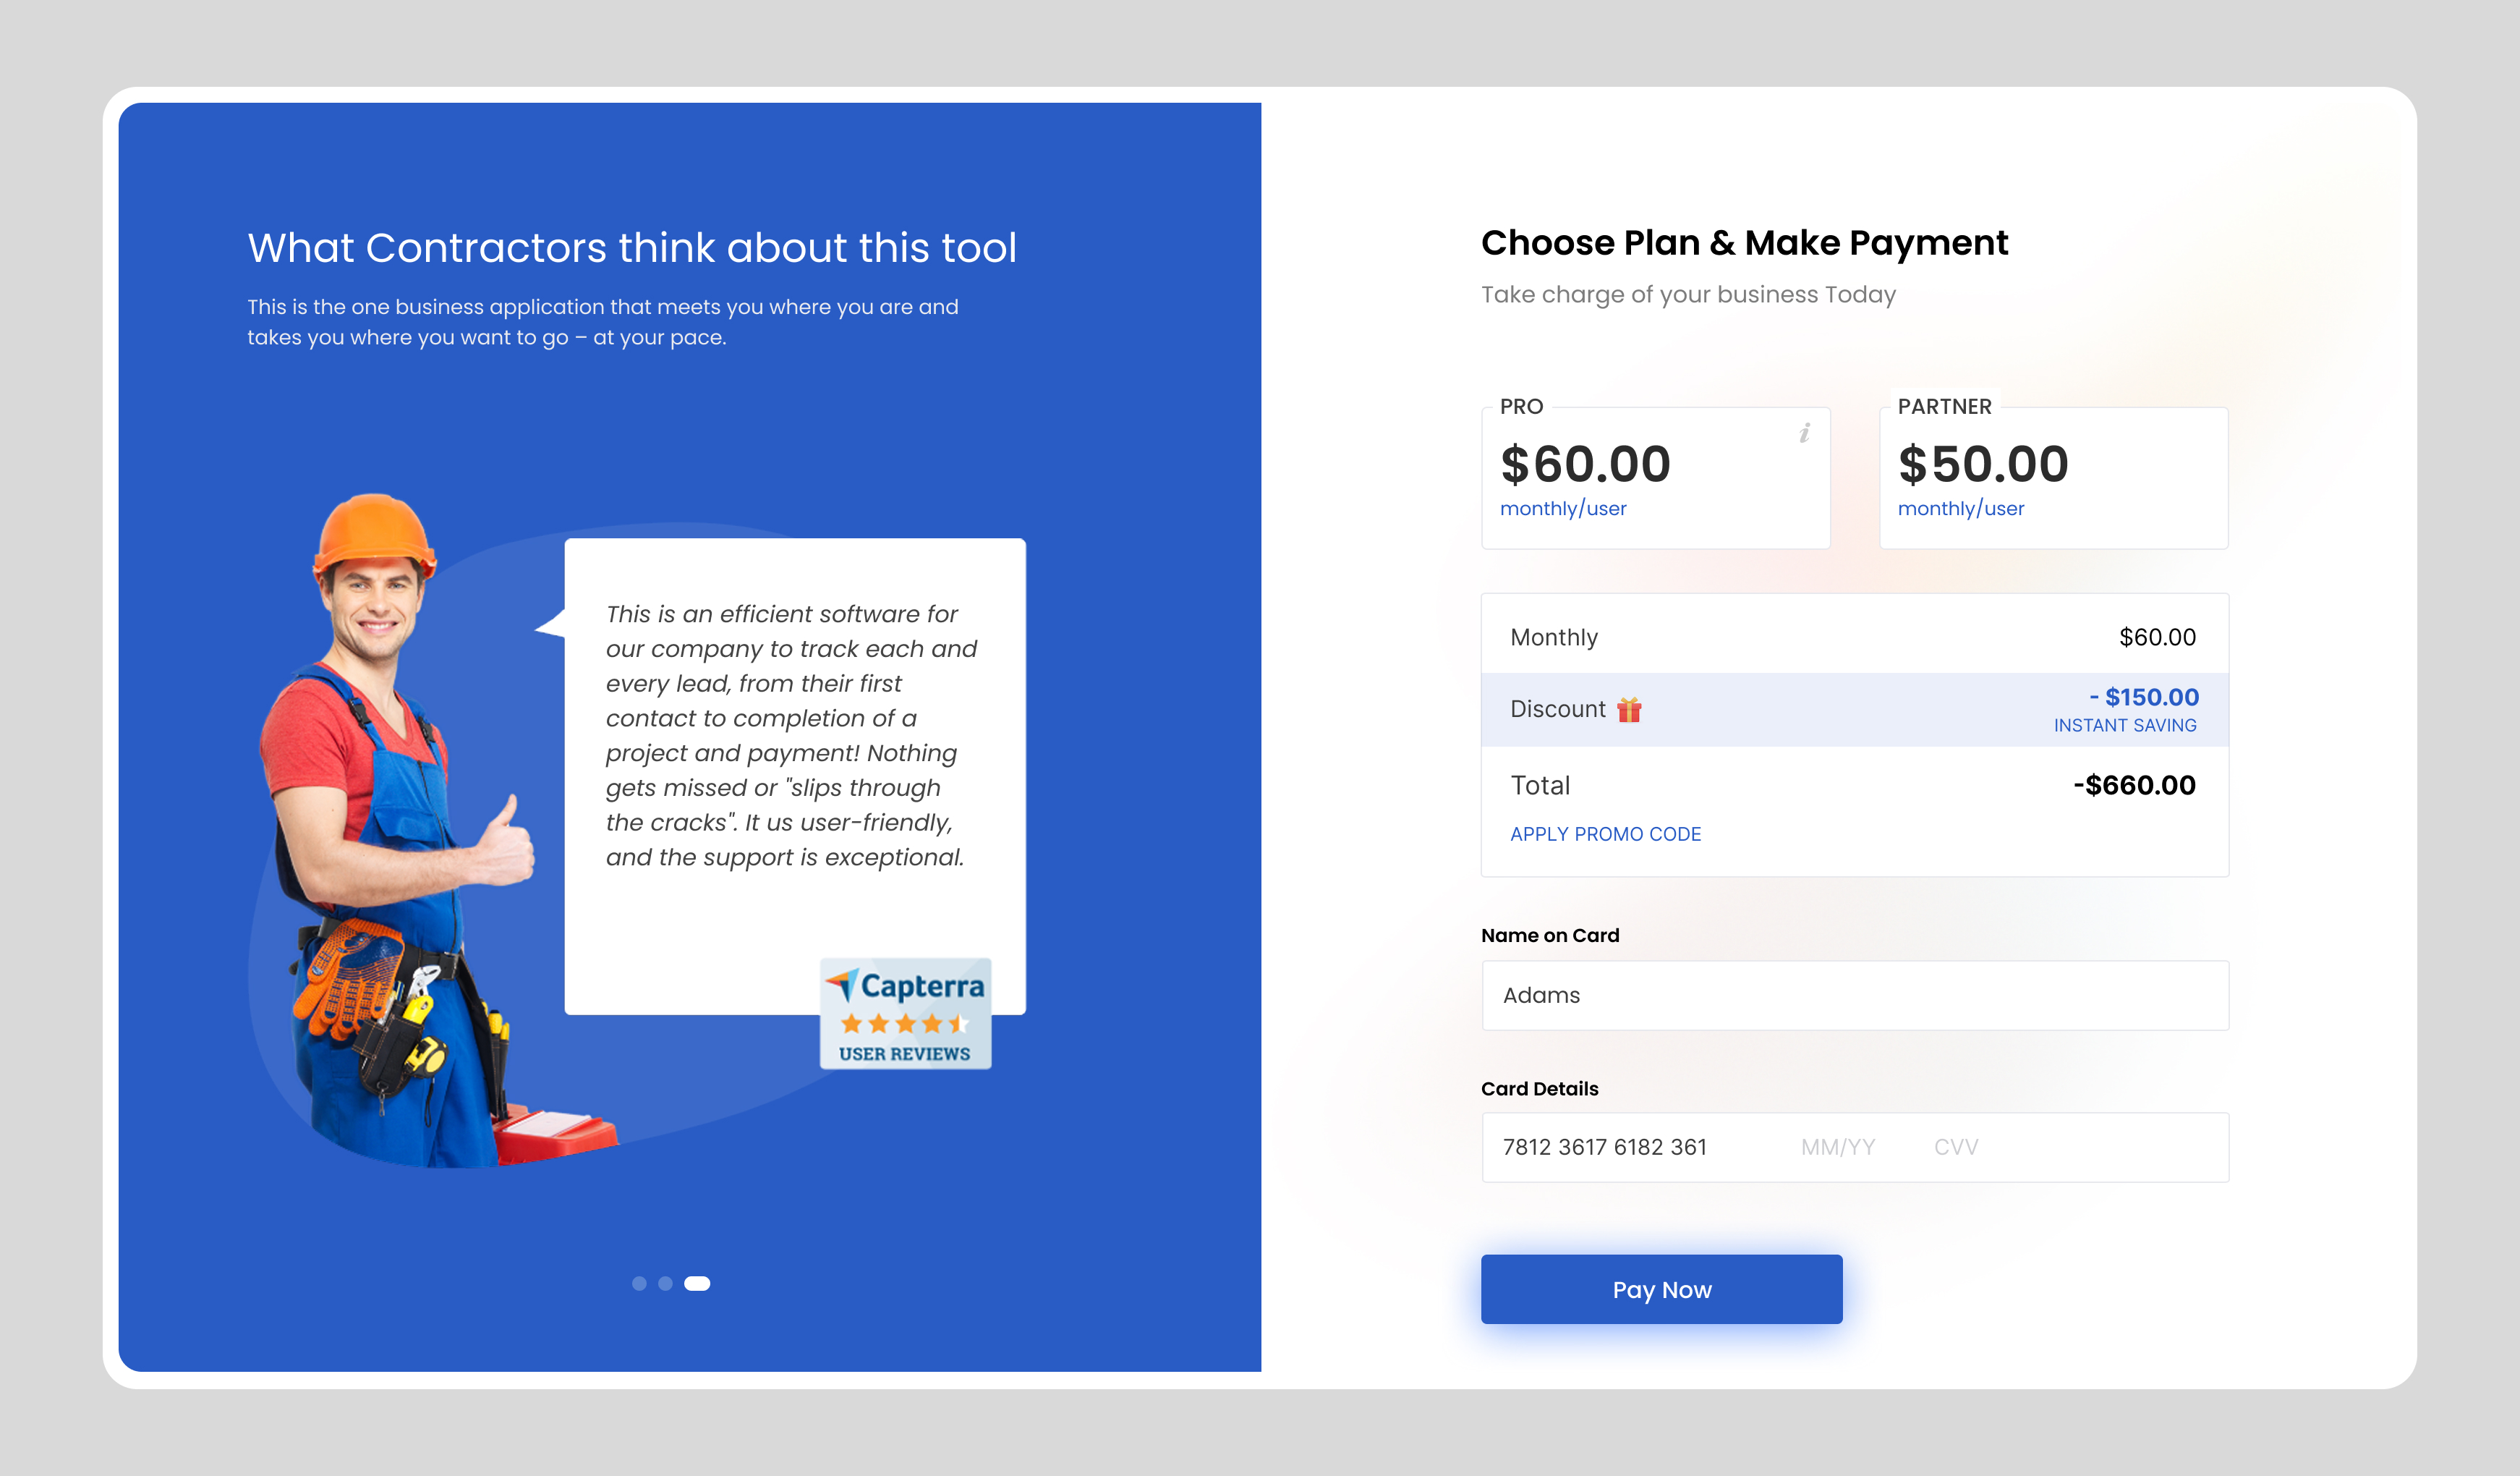 What Contractors think about this tool
This is the one business application that meets you where you are and
takes you where you want to go – at your pace.
This is an efficient software for
our company to track each and
every lead, from their first
contact to completion of a
project and payment! Nothing
gets missed or "slips through
the cracks". It us user-friendly,
and the support is exceptional.
Capterra
USER REVIEWS
Choose Plan & Make Payment
Take charge of your business Today
PRO
i
$60.00
monthly/user
PARTNER
$50.00
monthly/user
Monthly $60.00
Discount - $150.00
INSTANT SAVING
Total -$660.00
APPLY PROMO CODE
Name on Card
Adams
Card Details
7812 3617 6182 361 MM/YY CVV
Pay Now